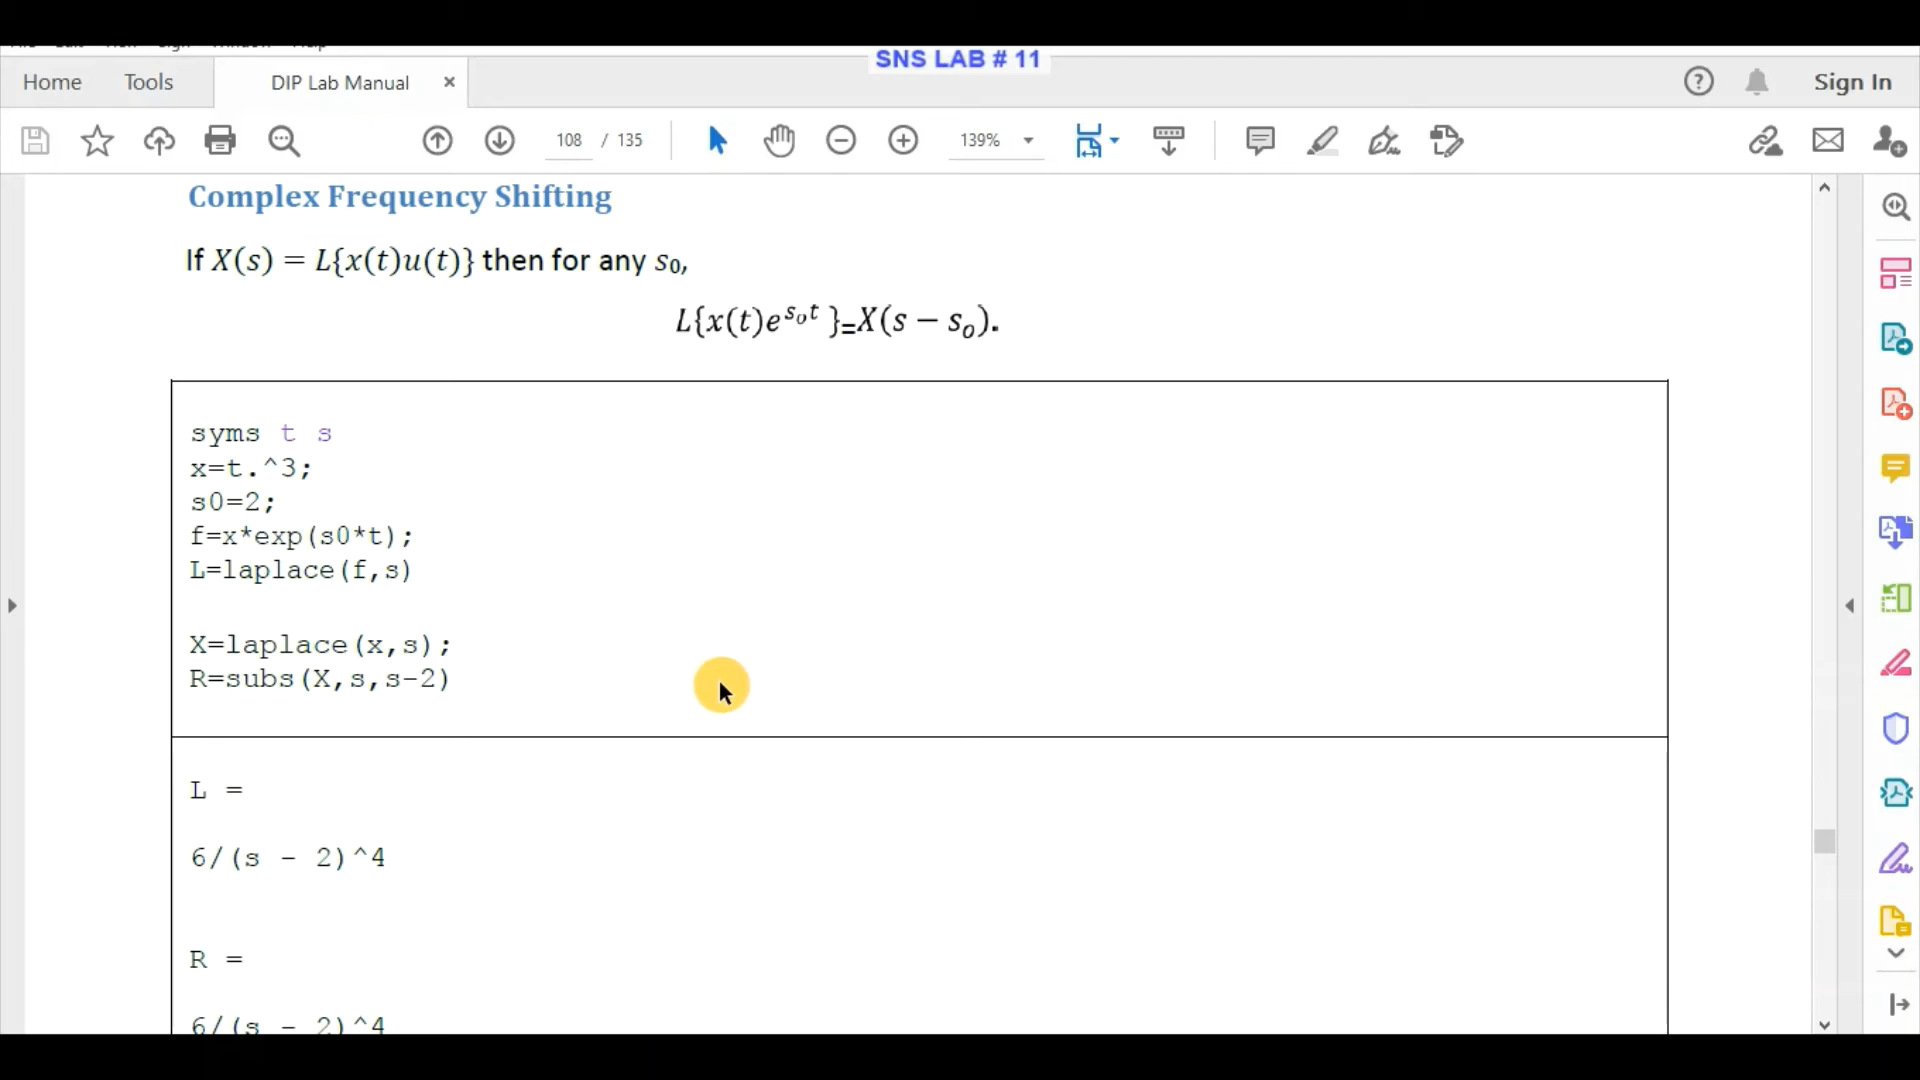 SNS LAB # 11
Home Tools DIP Lab Manual × Sign In
108 / 135 139%
Complex Frequency Shifting
If X(s) = L{x(t)u(t)} then for any s₀,
L{x(t)e^{s₀t} }=X(s − s₀).
syms t s
x=t.^3;
s0=2;
f=x*exp(s0*t);
L=laplace(f,s)
X=laplace(x,s);
R=subs(X,s,s-2)
L =
6/(s - 2)^4
R =
6/(s - 2)^4